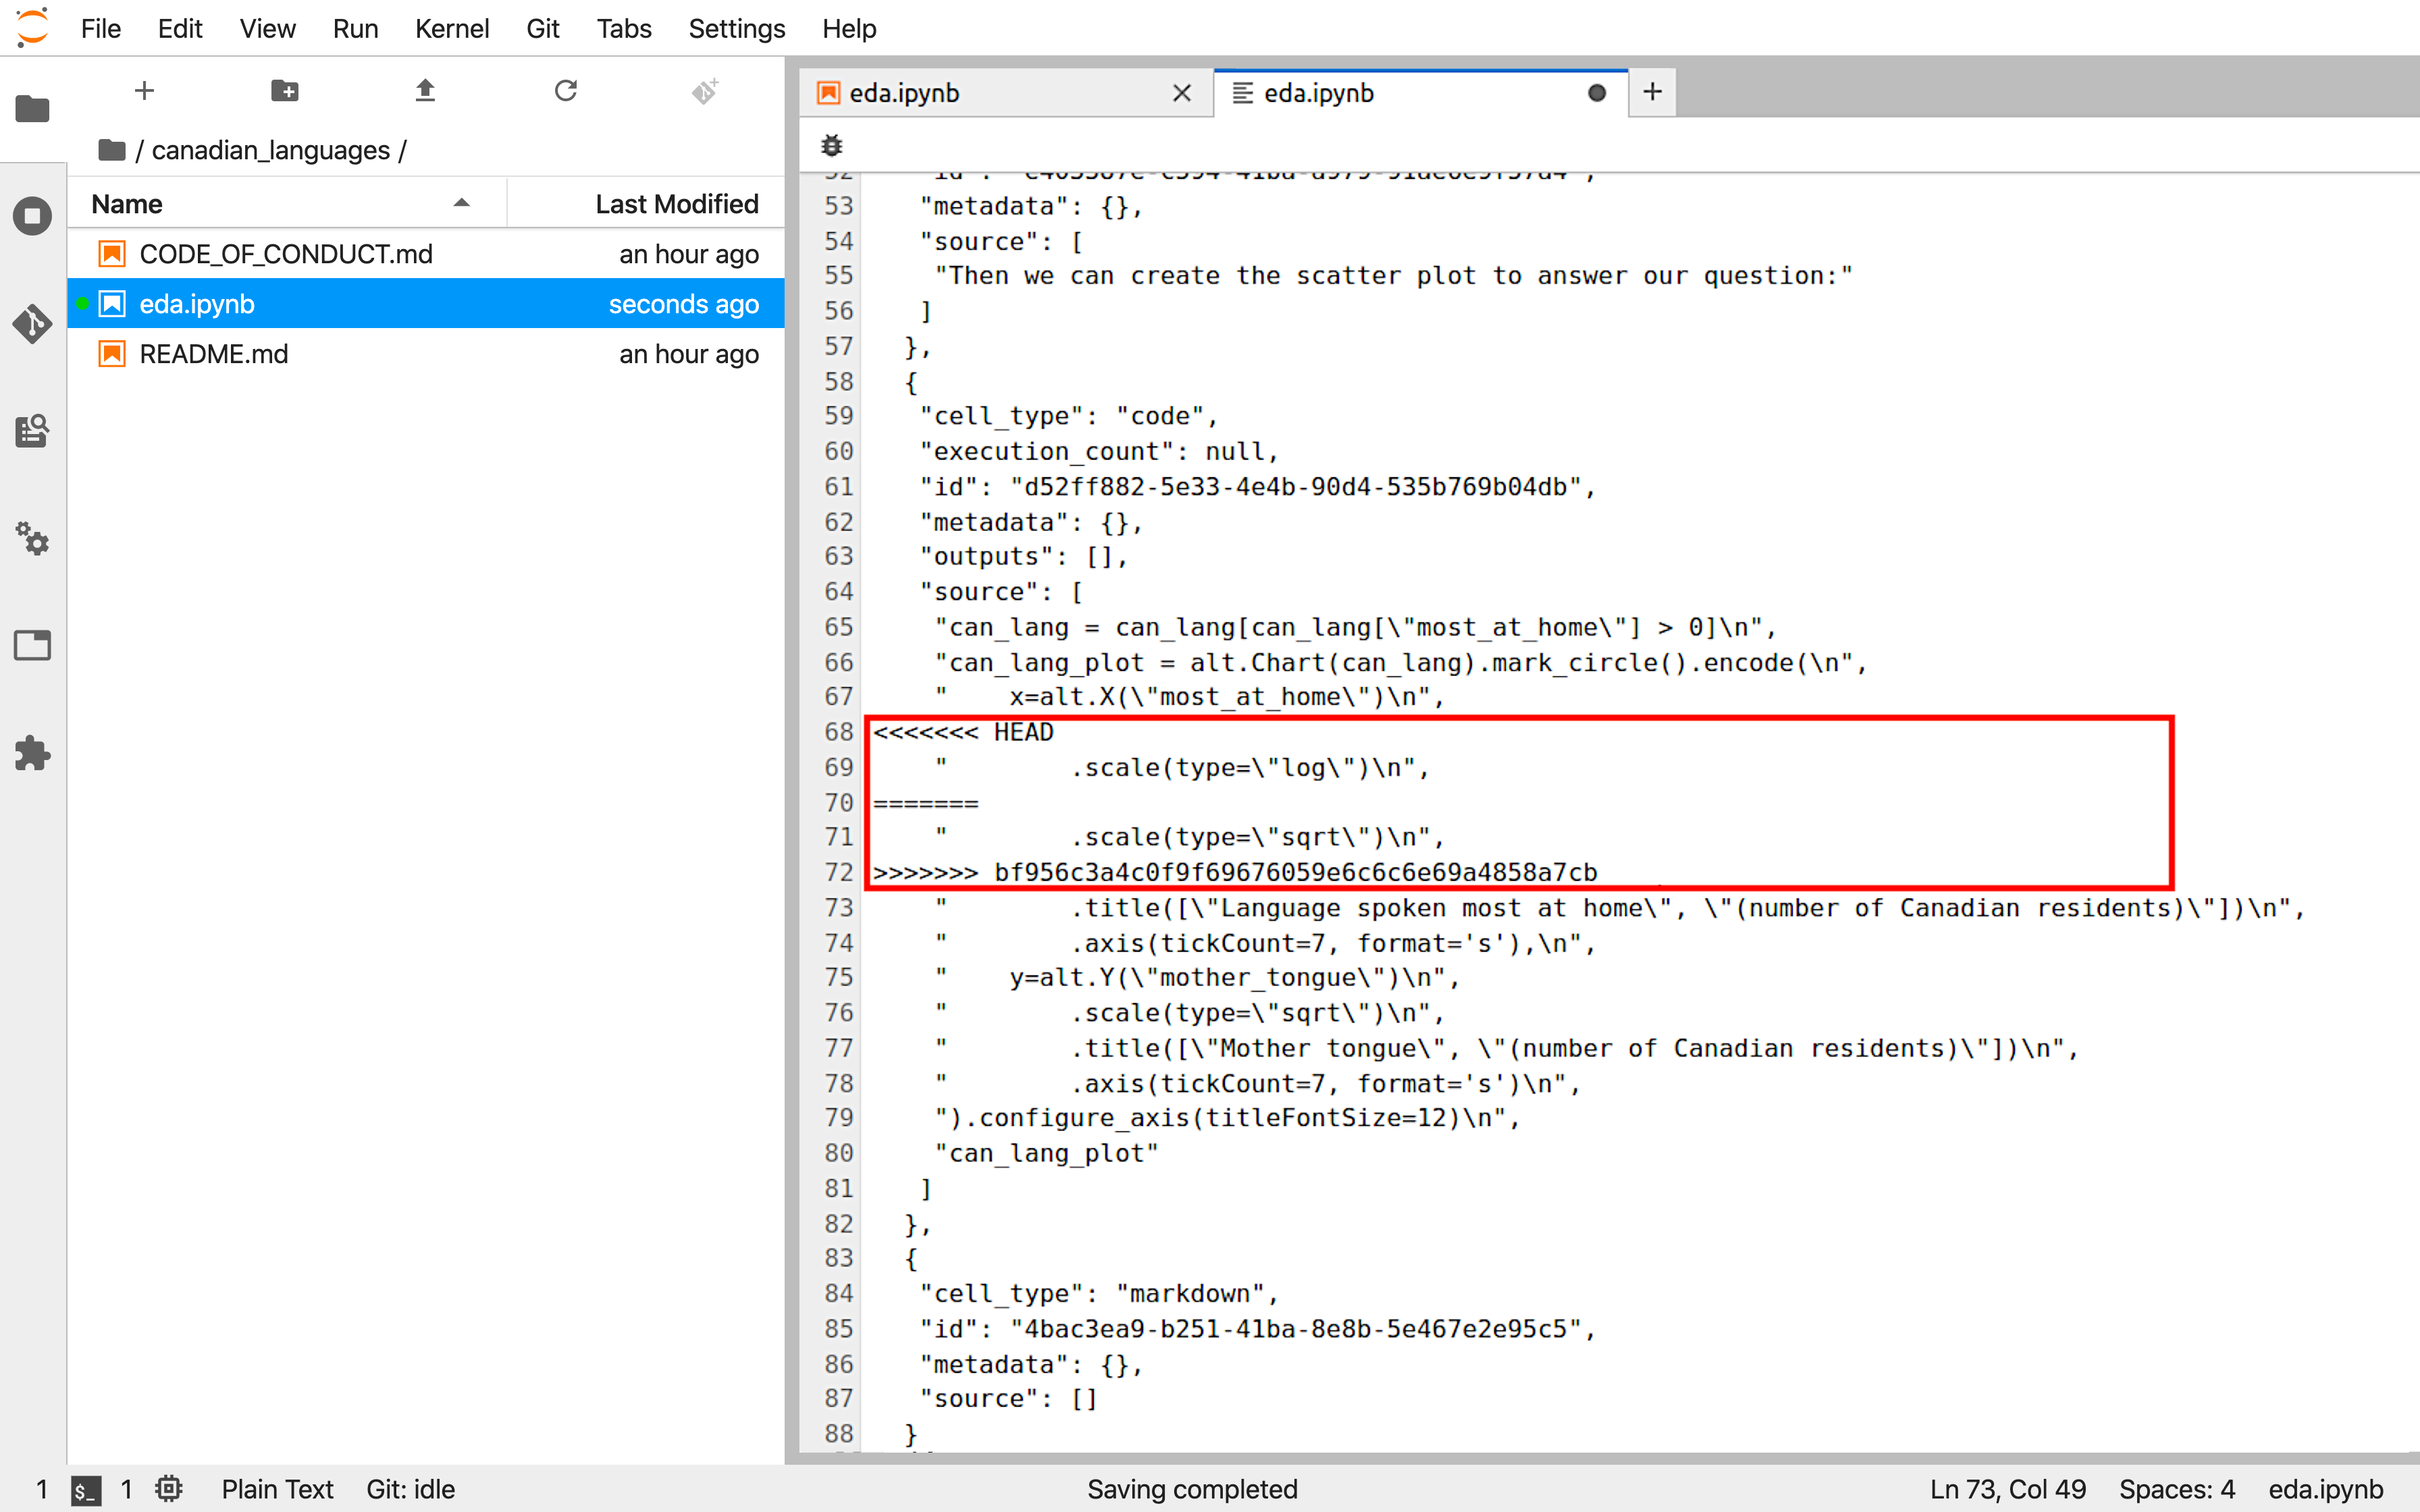 File Edit View Run Kernel Git Tabs Settings Help
/ canadian_languages /
Name Last Modified
CODE_OF_CONDUCT.md an hour ago
eda.ipynb seconds ago
README.md an hour ago
eda.ipynb eda.ipynb
53 "metadata": {},
54 "source": [
55 "Then we can create the scatter plot to answer our question:"
56 ]
57 },
58 {
59 "cell_type": "code",
60 "execution_count": null,
61 "id": "d52ff882-5e33-4e4b-90d4-535b769b04db",
62 "metadata": {},
63 "outputs": [],
64 "source": [
65 "can_lang = can_lang[can_lang[\"most_at_home\"] > 0]\n",
66 "can_lang_plot = alt.Chart(can_lang).mark_circle().encode(\n",
67 "    x=alt.X(\"most_at_home\")\n",
68 <<<<<<< HEAD
69 "        .scale(type=\"log\")\n",
70 =======
71 "        .scale(type=\"sqrt\")\n",
72 >>>>>>> bf956c3a4c0f9f69676059e6c6c6e69a4858a7cb
73 "        .title([\"Language spoken most at home\", \"(number of Canadian residents)\"])\n",
74 "        .axis(tickCount=7, format='s'),\n",
75 "    y=alt.Y(\"mother_tongue\")\n",
76 "        .scale(type=\"sqrt\")\n",
77 "        .title([\"Mother tongue\", \"(number of Canadian residents)\"])\n",
78 "        .axis(tickCount=7, format='s')\n",
79 ").configure_axis(titleFontSize=12)\n",
80 "can_lang_plot"
81 ]
82 },
83 {
84 "cell_type": "markdown",
85 "id": "4bac3ea9-b251-41ba-8e8b-5e467e2e95c5",
86 "metadata": {},
87 "source": []
88 }
1 $_ 1 Plain Text Git: idle Saving completed Ln 73, Col 49 Spaces: 4 eda.ipynb